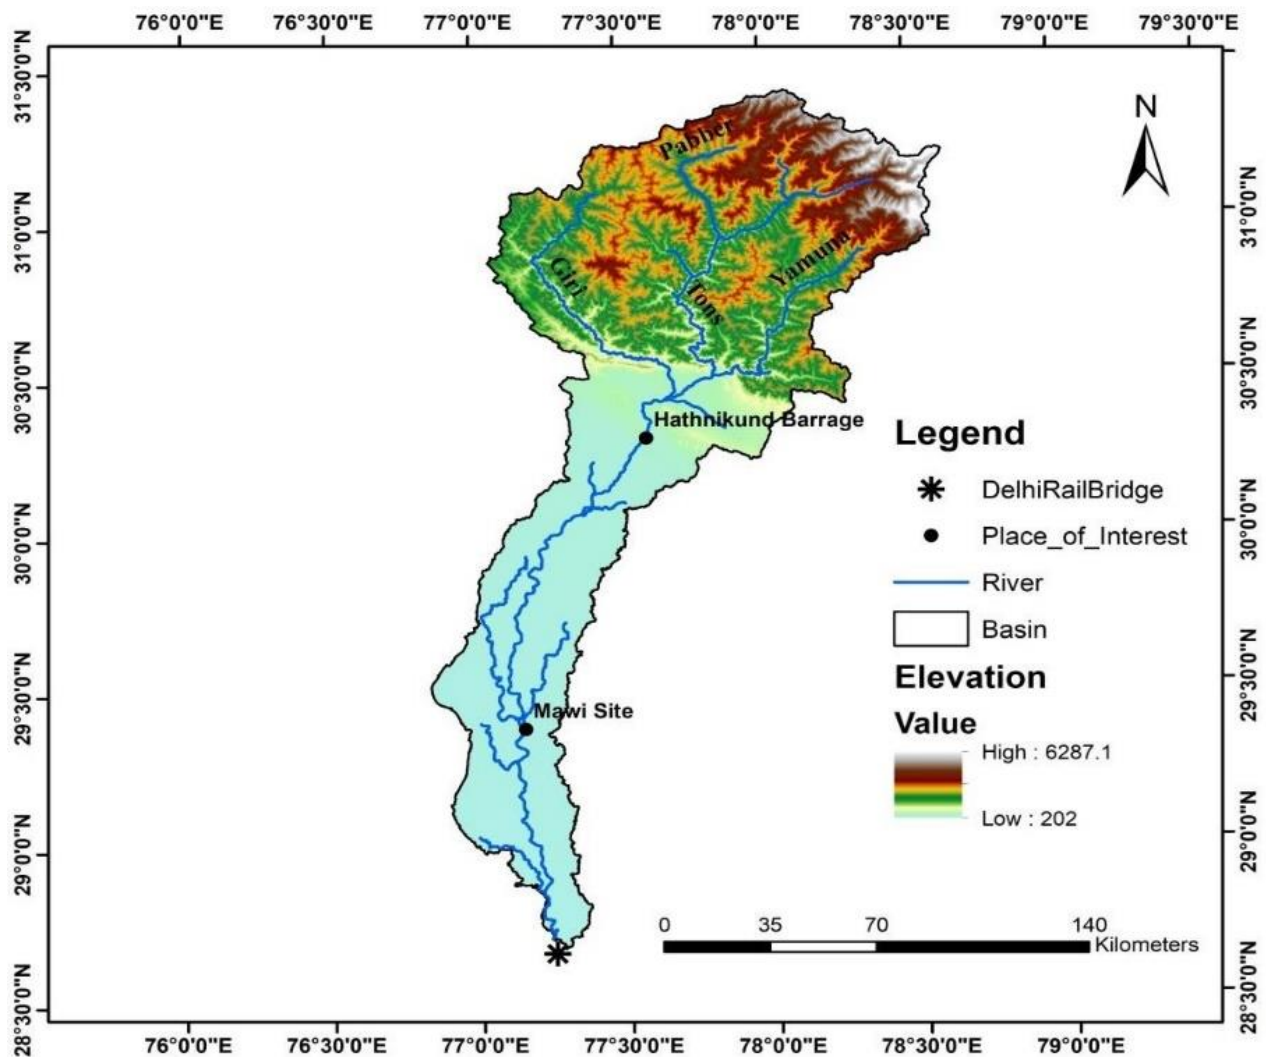 76°0'0"E 76°30'0"E 77°0'0"E 77°30'0"E 78°0'0"E 78°30'0"E 79°0'0"E 79°30'0"E
31°30'0"N
31°0'0"N
30°30'0"N
30°0'0"N
29°30'0"N
29°0'0"N
28°30'0"N
N
Pabher
Yamuna
Giri
Tons
Hathnikund Barrage
Mawi Site
Legend
DelhiRailBridge
Place_of_Interest
River
Basin
Elevation
Value
High : 6287.1
Low : 202
0 35 70 140
Kilometers
31°0'0"N
30°30'0"N
30°0'0"N
29°30'0"N
29°0'0"N
28°30'0"N
76°0'0"E 76°30'0"E 77°0'0"E 77°30'0"E 78°0'0"E 78°30'0"E 79°0'0"E